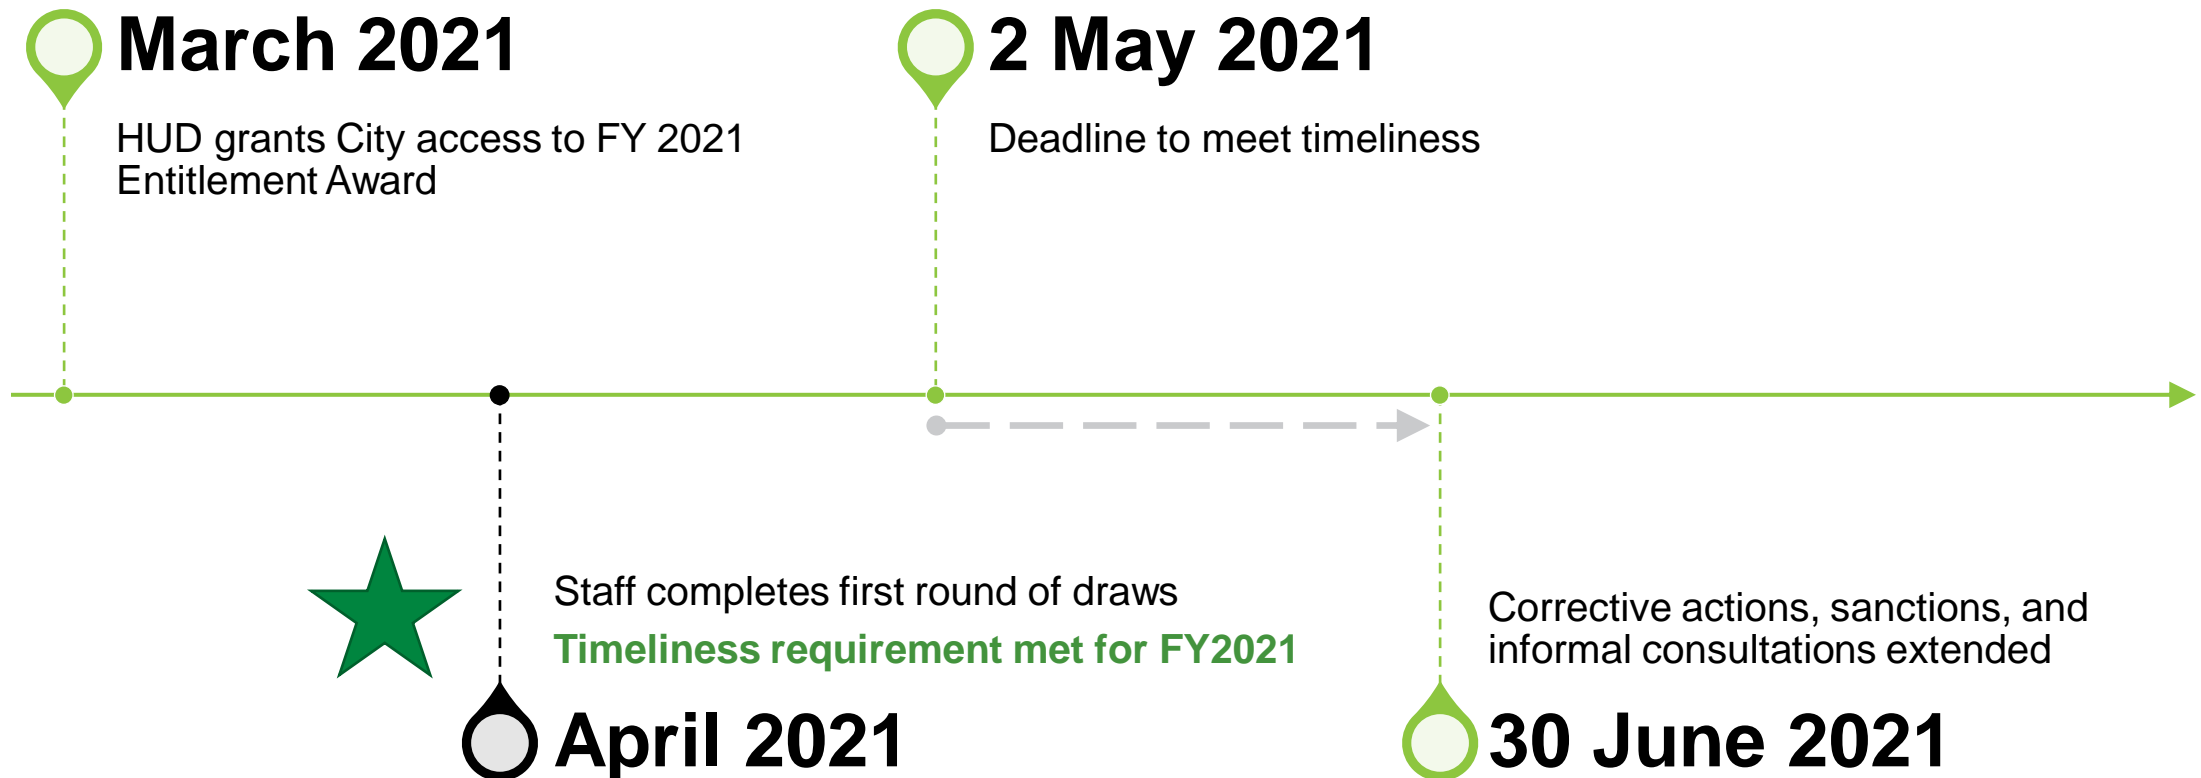 March 2021
HUD grants City access to FY 2021
Entitlement Award
2 May 2021
Deadline to meet timeliness
Staff completes first round of draws
Timeliness requirement met for FY2021
April 2021
Corrective actions, sanctions, and
informal consultations extended
30 June 2021